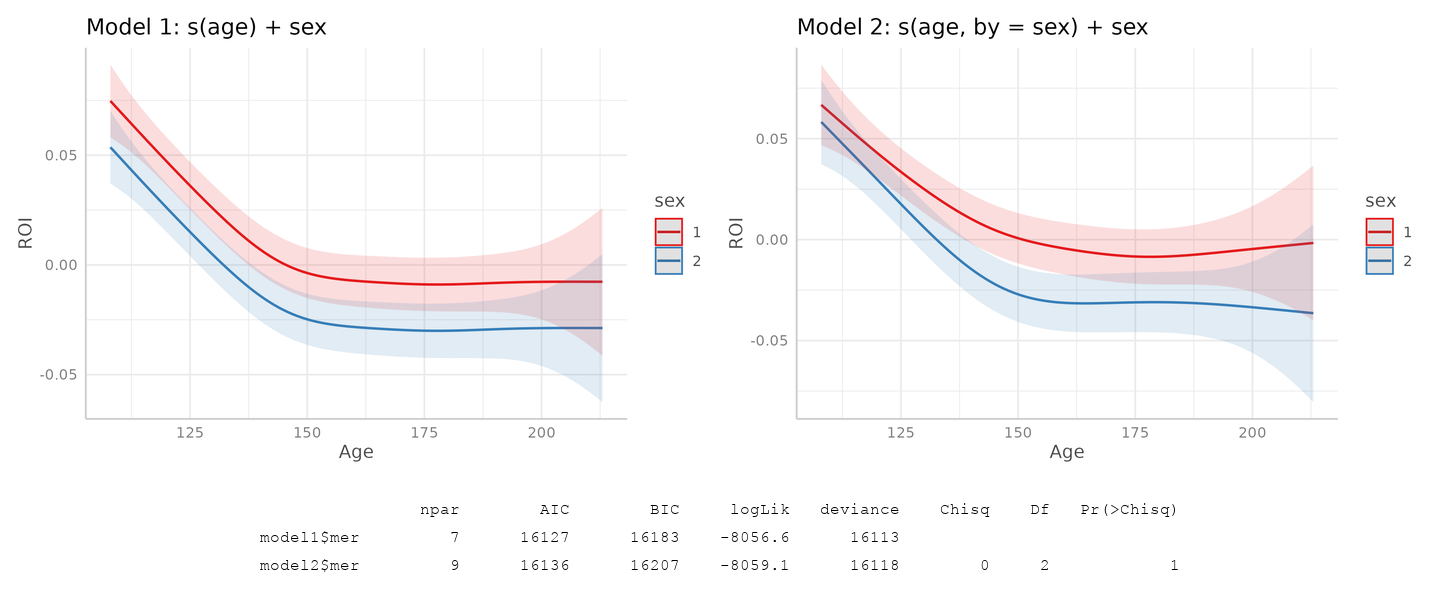 Model 1: s(age) + sex
0.05
0.00
-0.05
ROI
125 150 175 200
Age
sex
1
2
Model 2: s(age, by = sex) + sex
0.05
0.00
-0.05
ROI
125 150 175 200
Age
sex
1
2
npar AIC BIC logLik deviance Chisq Df Pr(>Chisq)
model1$mer 7 16127 16183 -8056.6 16113
model2$mer 9 16136 16207 -8059.1 16118 0 2 1